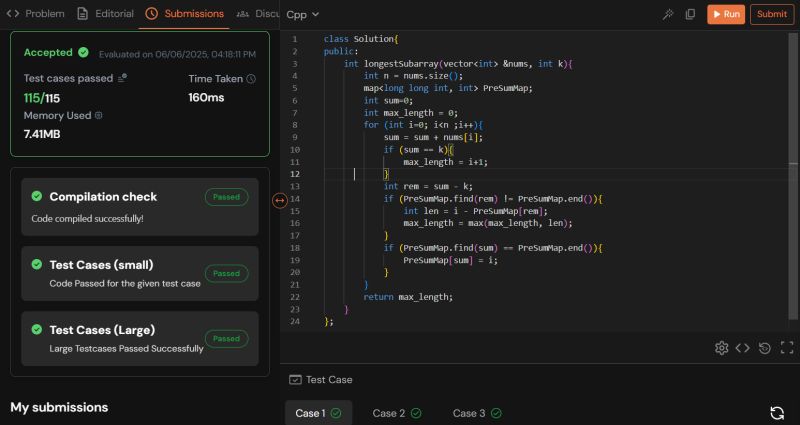 Problem Editorial Submissions Discu
Accepted Evaluated on 06/06/2025, 04:18:11 PM
Test cases passed Time Taken
115/115 160ms
Memory Used
7.41MB
Compilation check Passed
Code compiled successfully!
Test Cases (small) Passed
Code Passed for the given test case
Test Cases (Large) Passed
Large Testcases Passed Successfully
My submissions
Cpp Run Submit
1 class Solution{
2 public:
3 int longestSubarray(vector<int> &nums, int k){
4 int n = nums.size();
5 map<long long int, int> PreSumMap;
6 int sum=0;
7 int max_length = 0;
8 for (int i=0; i<n ;i++){
9 sum = sum + nums[i];
10 if (sum == k){
11 max_length = i+1;
12 }
13 int rem = sum - k;
14 if (PreSumMap.find(rem) != PreSumMap.end()){
15 int len = i - PreSumMap[rem];
16 max_length = max(max_length, len);
17 }
18 if (PreSumMap.find(sum) == PreSumMap.end()){
19 PreSumMap[sum] = i;
20 }
21 }
22 return max_length;
23 }
24 };
Test Case
Case 1 Case 2 Case 3